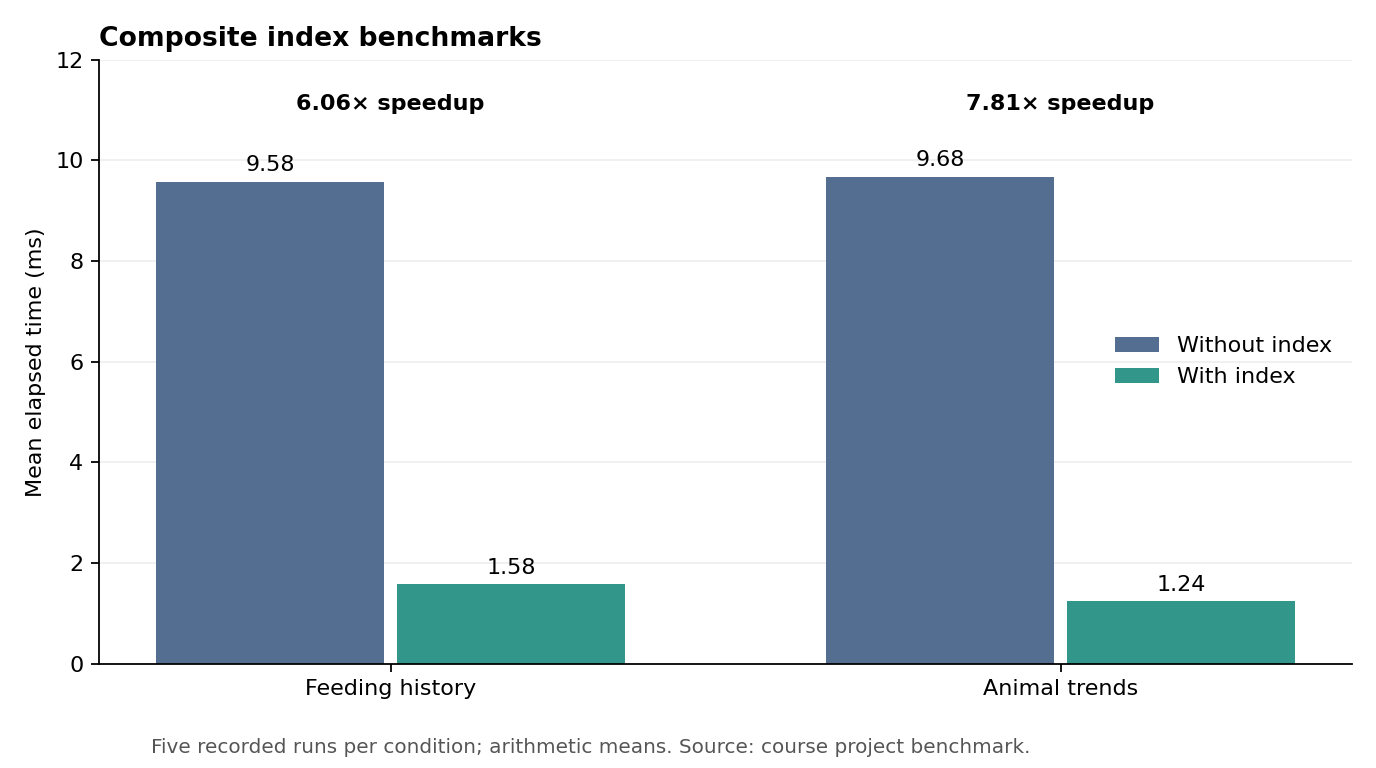 Composite index benchmarks
12
6.06× speedup
7.81× speedup
10
9.58
9.68
8
Mean elapsed time (ms)
6
Without index
With index
4
2
1.58
1.24
0
Feeding history
Animal trends
Five recorded runs per condition; arithmetic means. Source: course project benchmark.